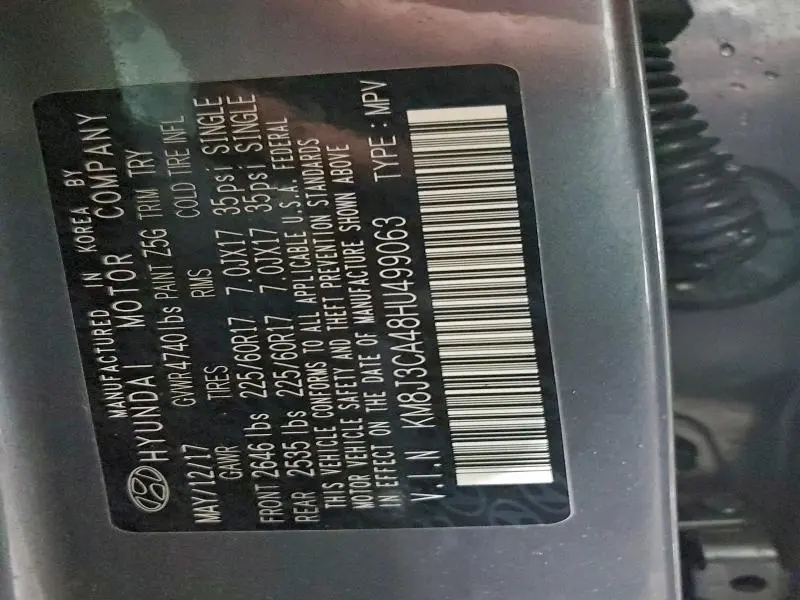 MANUFACTURED IN KOREA BY
HYUNDAI MOTOR COMPANY
MAY/12/17 GVWR 4740 lbs PAINT Z5G TRIM TRY
GAWR TIRES RIMS COLD TIRE INFL
FRONT 2646 lbs 225/60R17 7.0JX17 35psi SINGLE
REAR 2535 lbs 225/60R17 7.0JX17 35psi SINGLE
THIS VEHICLE CONFORMS TO ALL APPLICABLE U.S.A. FEDERAL
MOTOR VEHICLE SAFETY AND THEFT PREVENTION STANDARDS
IN EFFECT ON THE DATE OF MANUFACTURE SHOWN ABOVE
V.I.N KM8J3CA48HU499063 TYPE : MPV